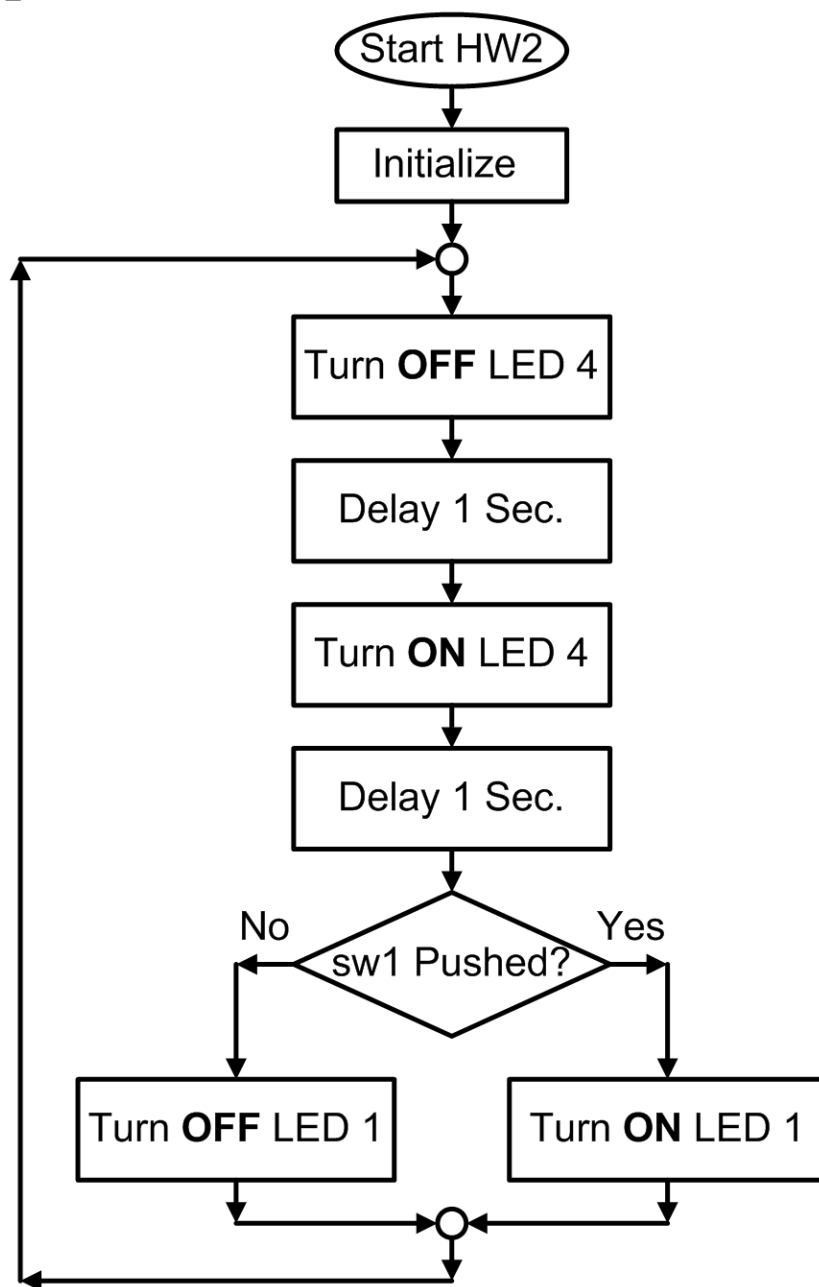 Start HW2
Initialize
Turn OFF LED 4
Delay 1 Sec.
Turn ON LED 4
Delay 1 Sec.
No
Yes
sw1 Pushed?
Turn OFF LED 1
Turn ON LED 1